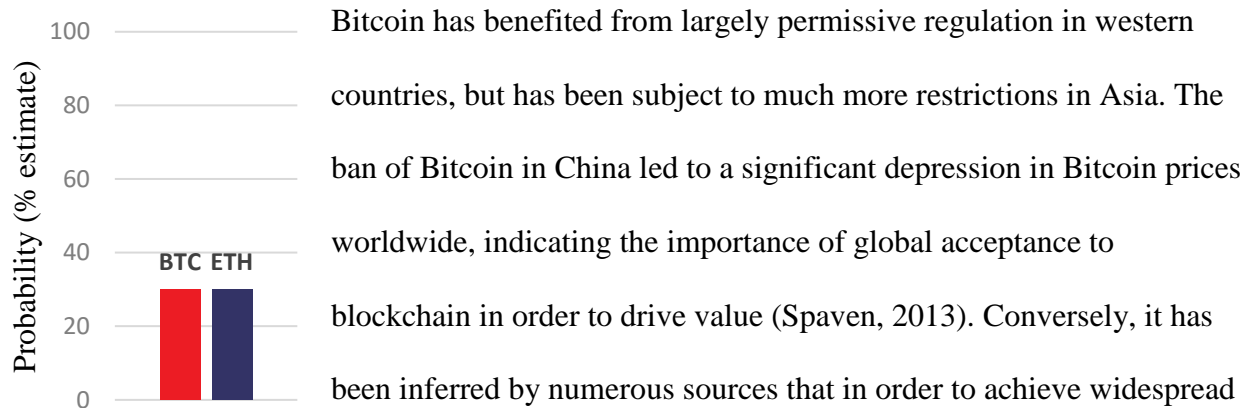 Probability (% estimate)
100
80
60
40
20
0
BTC ETH
Bitcoin has benefited from largely permissive regulation in western
countries, but has been subject to much more restrictions in Asia. The
ban of Bitcoin in China led to a significant depression in Bitcoin prices
worldwide, indicating the importance of global acceptance to
blockchain in order to drive value (Spaven, 2013). Conversely, it has
been inferred by numerous sources that in order to achieve widespread